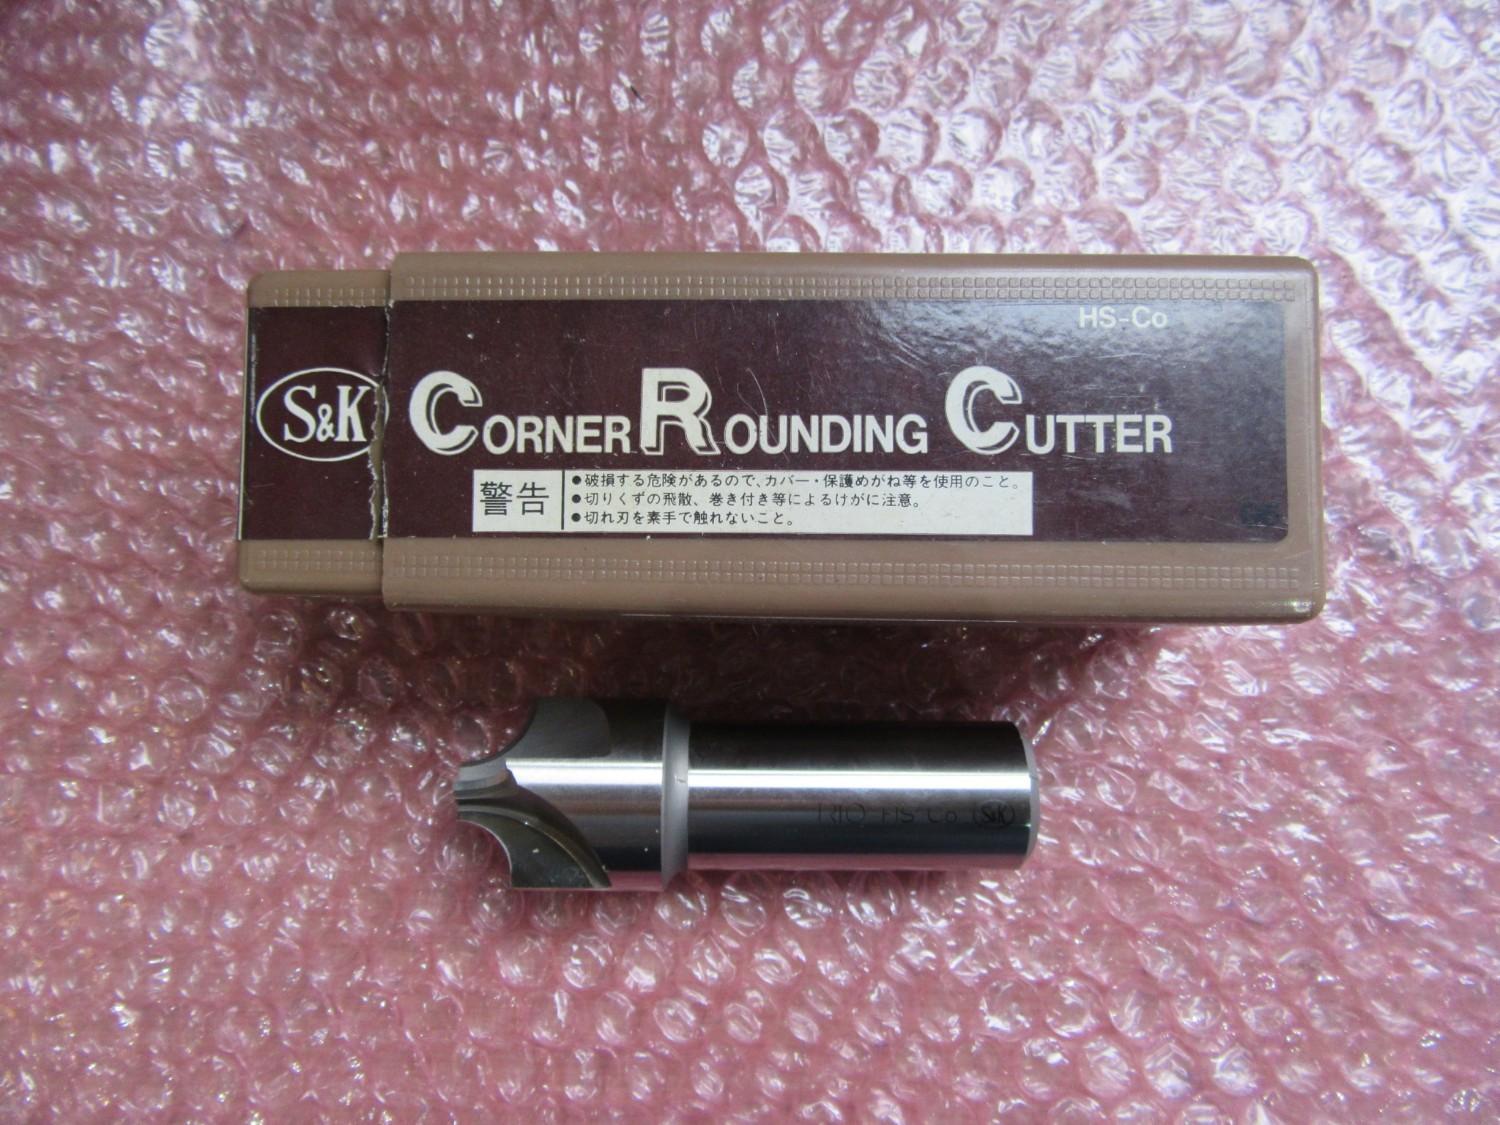 HS-Co
S&K
CORNER ROUNDING CUTTER
警告
●破損する危険があるので、カバー・保護めがね等を使用のこと。
●切りくずの飛散、巻き付き等によるけがに注意。
●切れ刃を素手で触れないこと。
R10 HS-Co S&K